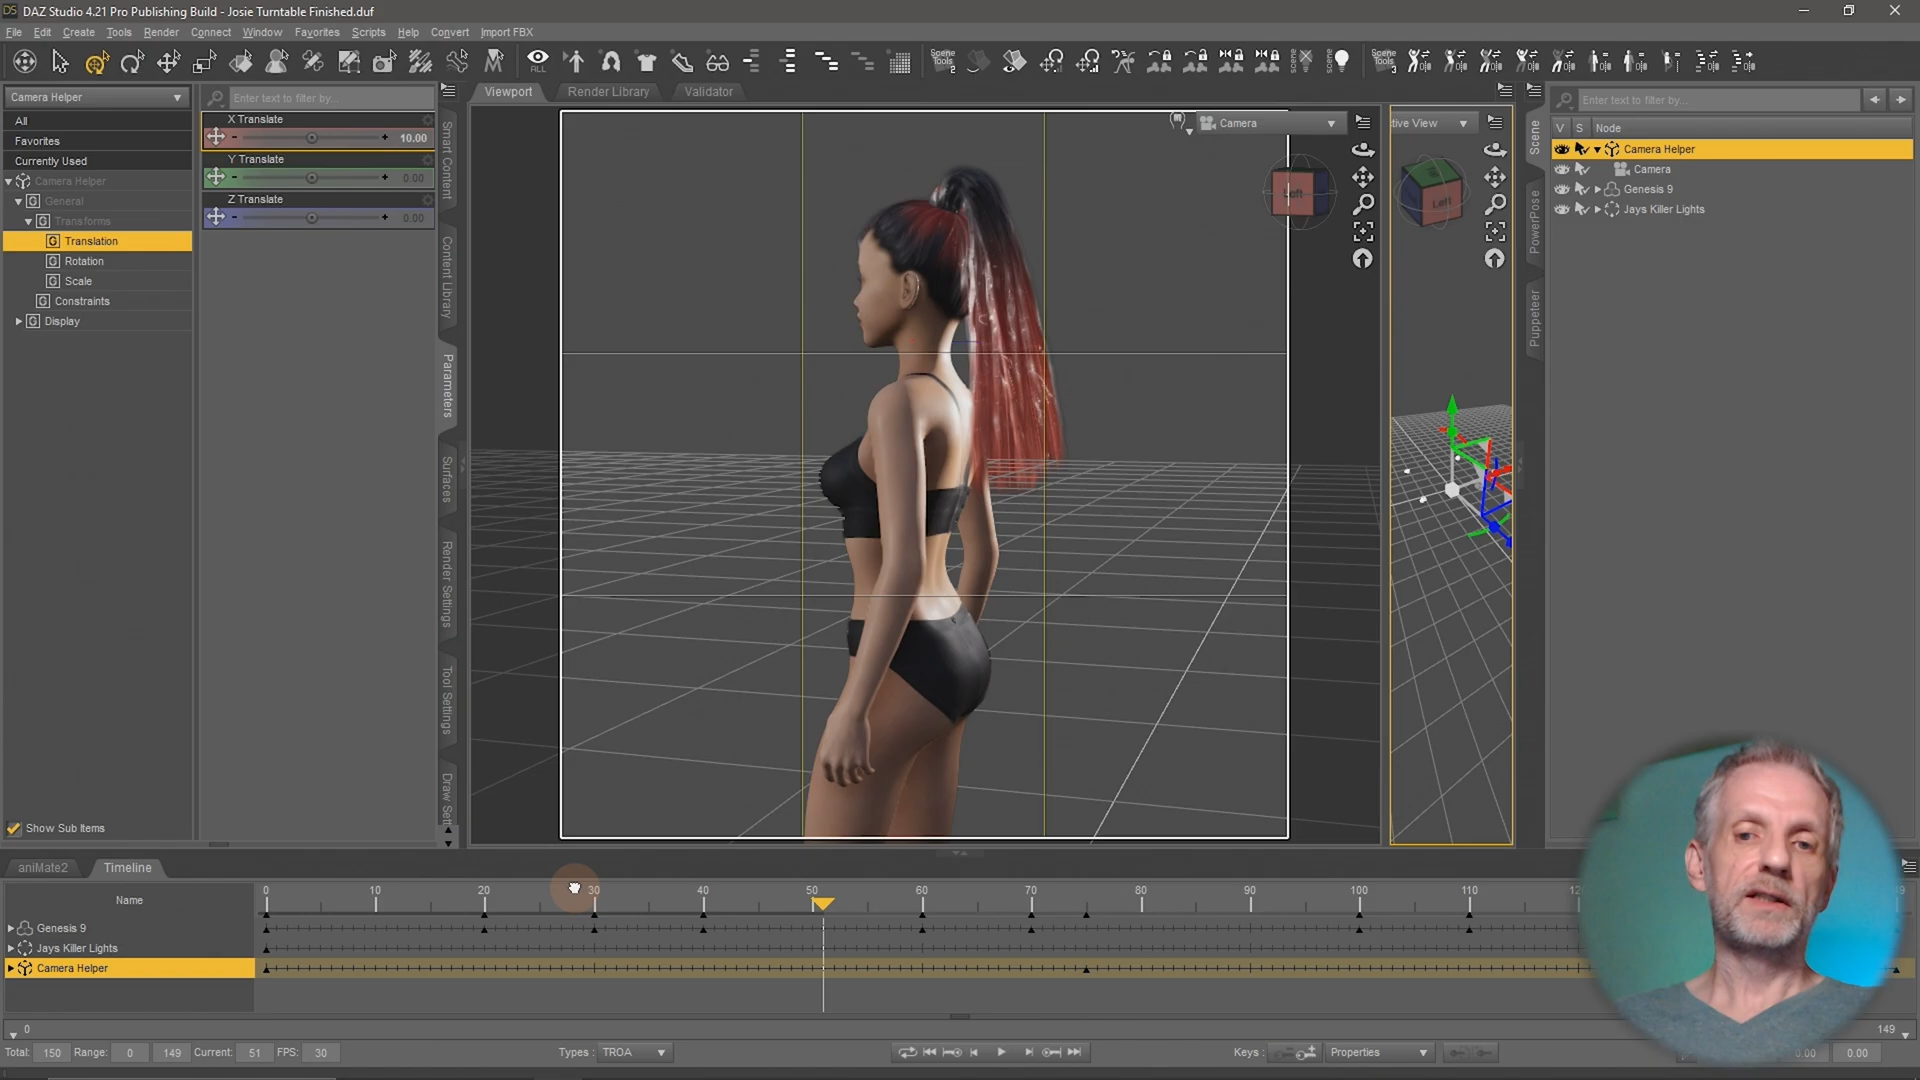 DAZ Studio 4.21 Pro Publishing Build - Josie Turntable Finished.duf
File Edit Create Tools Render Connect Window Favorites Scripts Help Convert Import FBX
ALL
Scene Tools 2
Scene Tools 3
Camera Helper
Enter text to filter by...
All
Favorites
Currently Used
Camera Helper
General
Transforms
Translation
Rotation
Scale
Constraints
Display
Show Sub Items
X Translate
10.00
Y Translate
0.00
Z Translate
0.00
Smart Content
Content Library
Parameters
Surfaces
Render Settings
Tool Settings
Draw Sett
Viewport Render Library Validator
Camera
Left
tive View
Left
Scene
PowerPose
Puppeteer
Enter text to filter by...
V S Node
Camera Helper
Camera
Genesis 9
Jays Killer Lights
aniMate2 Timeline
Name
0 10 20 30 40 50 60 70 80 90 100 110
Genesis 9
Jays Killer Lights
Camera Helper
0
149
Total: 150 Range: 0 149 Current: 51 FPS: 30 Types : TROA Keys : Properties 0.00 0.00